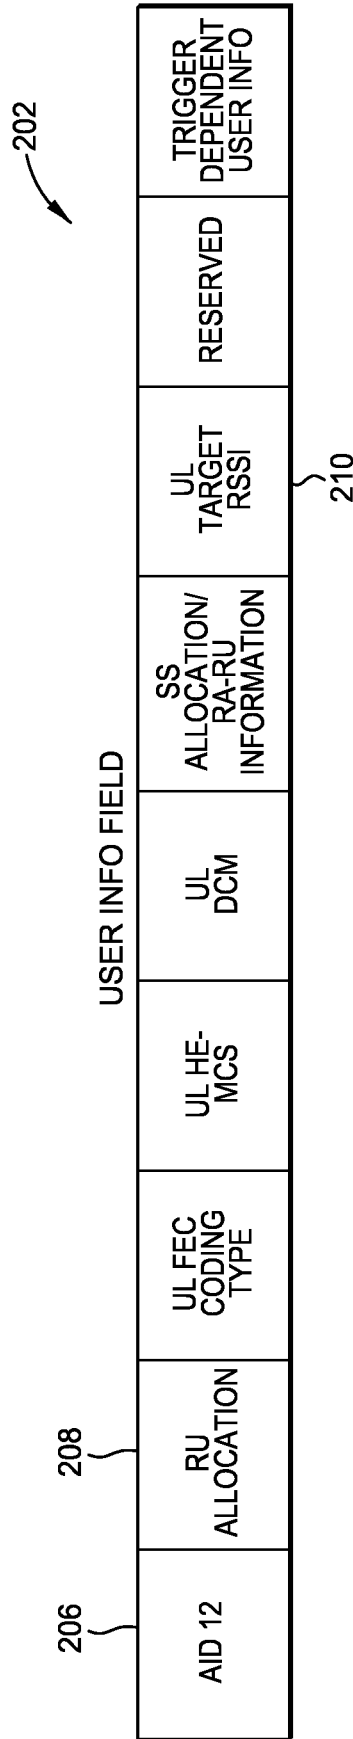 202
USER INFO FIELD
206
208
AID 12
RU
ALLOCATION
UL FEC
CODING
TYPE
UL HE-
MCS
UL
DCM
SS
ALLOCATION/
RA-RU
INFORMATION
UL
TARGET
RSSI
RESERVED
TRIGGER
DEPENDENT
USER INFO
210